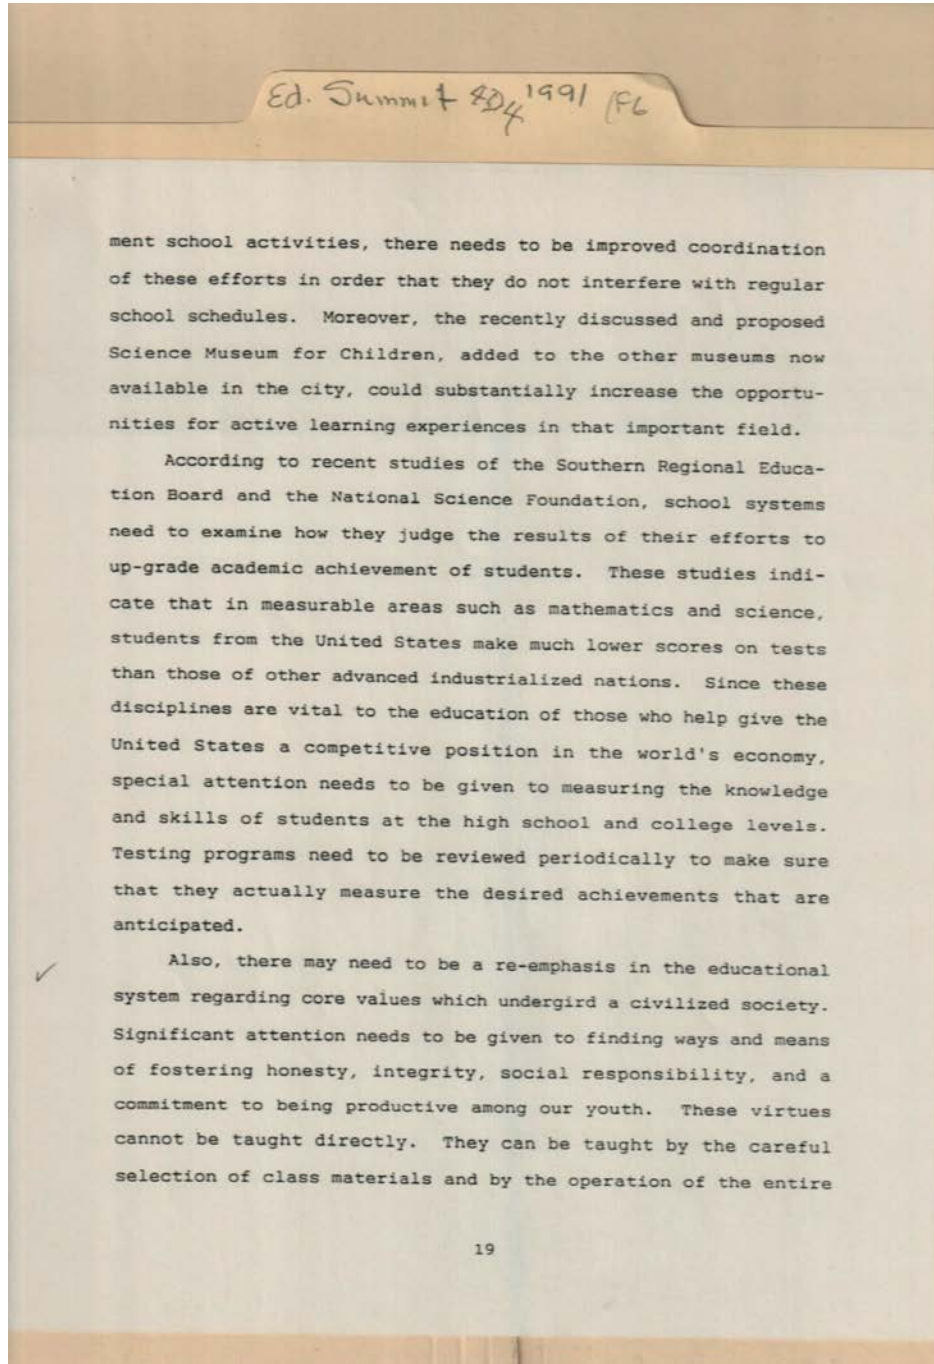 Ed. Summit 1991
ment school activities, there needs to be improved coordination
of these efforts in order that they do not interfere with regular
school schedules. Moreover, the recently discussed and proposed
Science Museum for Children, added to the other museums now
available in the city, could substantially increase the opportu-
nities for active learning experiences in that important field.
According to recent studies of the Southern Regional Educa-
tion Board and the National Science Foundation, school systems
need to examine how they judge the results of their efforts to
up-grade academic achievement of students. These studies indi-
cate that in measurable areas such as mathematics and science,
students from the United States make much lower scores on tests
than those of other advanced industrialized nations. Since these
disciplines are vital to the education of those who help give the
United States a competitive position in the world's economy,
special attention needs to be given to measuring the knowledge
and skills of students at the high school and college levels.
Testing programs need to be reviewed periodically to make sure
that they actually measure the desired achievements that are
anticipated.
Also, there may need to be a re-emphasis in the educational
system regarding core values which undergird a civilized society.
Significant attention needs to be given to finding ways and means
of fostering honesty, integrity, social responsibility, and a
commitment to being productive among our youth. These virtues
cannot be taught directly. They can be taught by the careful
selection of class materials and by the operation of the entire
19